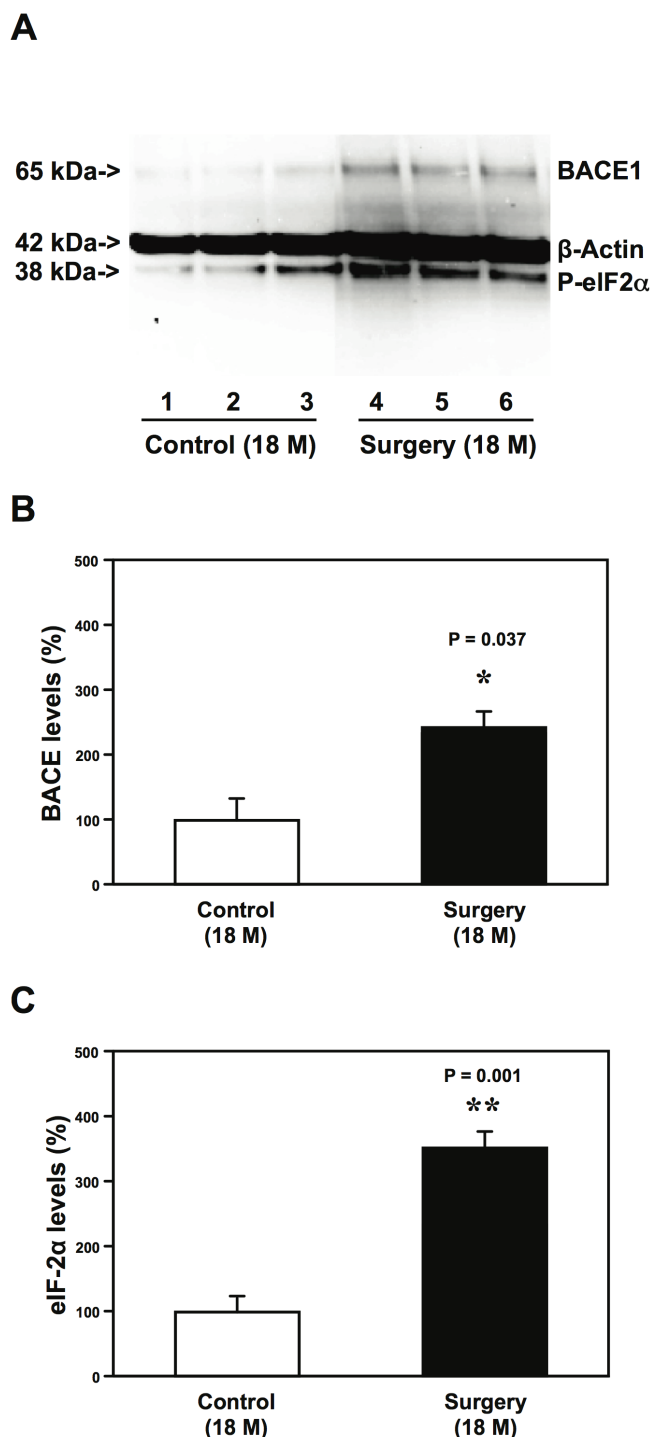 A
65 kDa-> BACE1
42 kDa-> β-Actin
38 kDa-> P-eIF2α
1 2 3 4 5 6
Control (18 M) Surgery (18 M)
B
BACE levels (%)
500
400
300
200
100
0
P = 0.037
*
Control
(18 M)
Surgery
(18 M)
C
eIF-2α levels (%)
500
400
300
200
100
0
P = 0.001
**
Control
(18 M)
Surgery
(18 M)